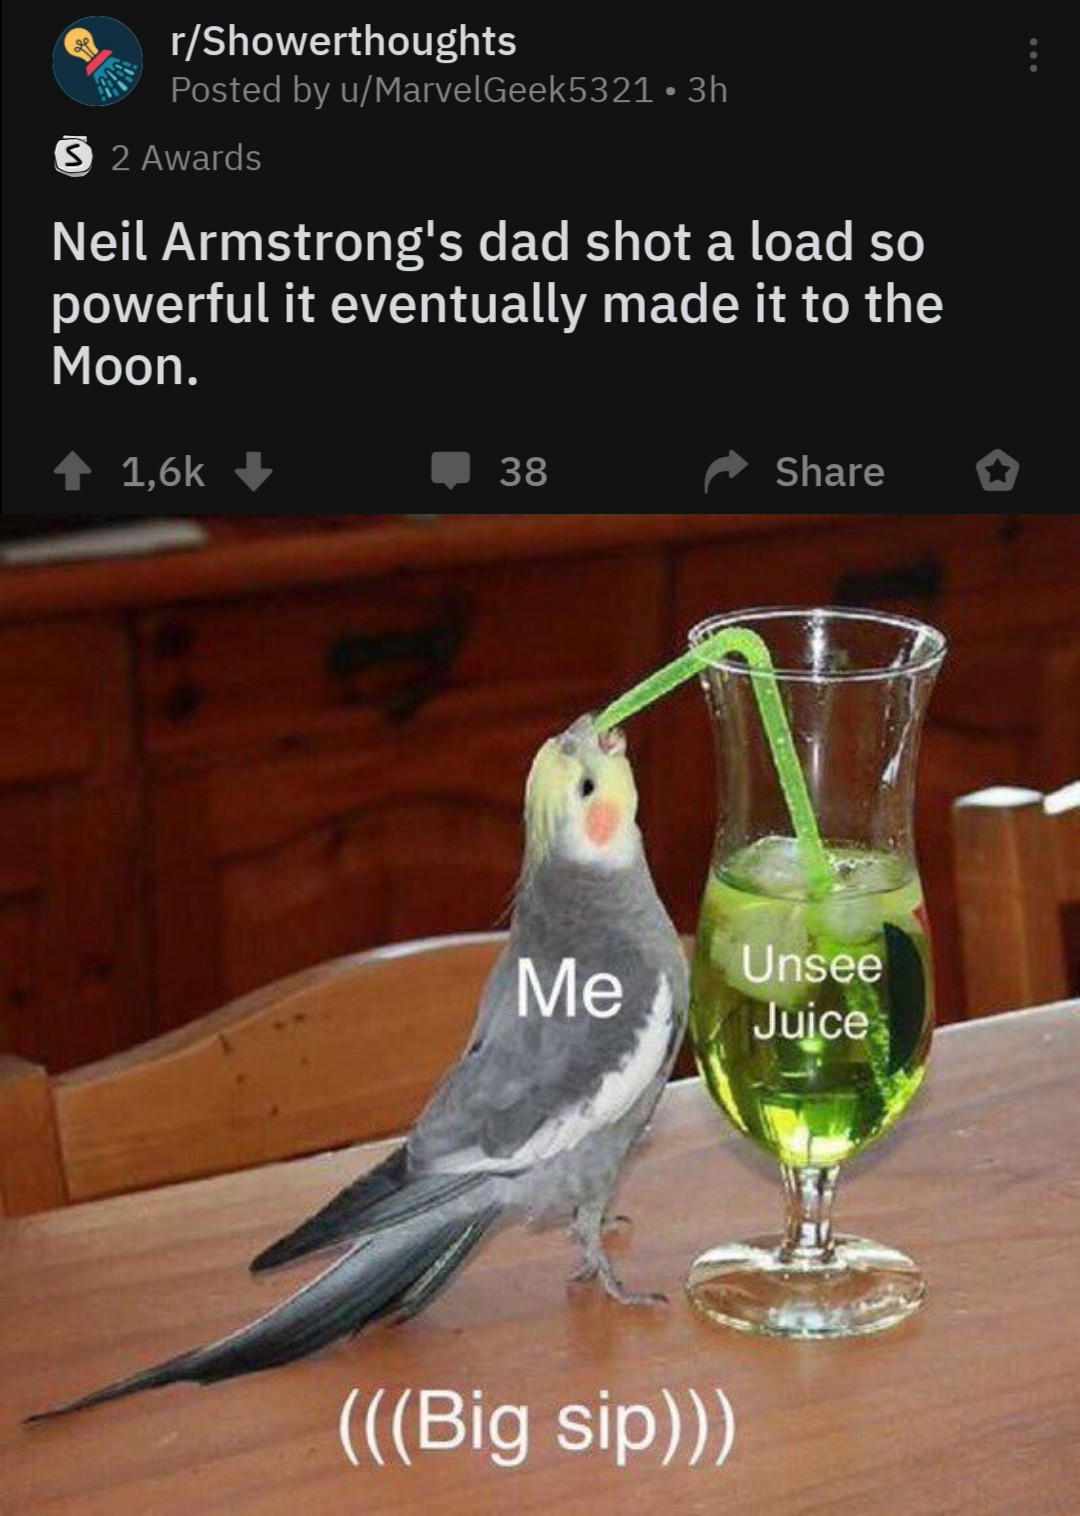 r/Showerthoughts
Posted by u/MarvelGeek5321 • 3h
S 2 Awards
Neil Armstrong's dad shot a load so
powerful it eventually made it to the
Moon.
1,6k
38
Share
Me
Unsee
Juice
(((Big sip)))